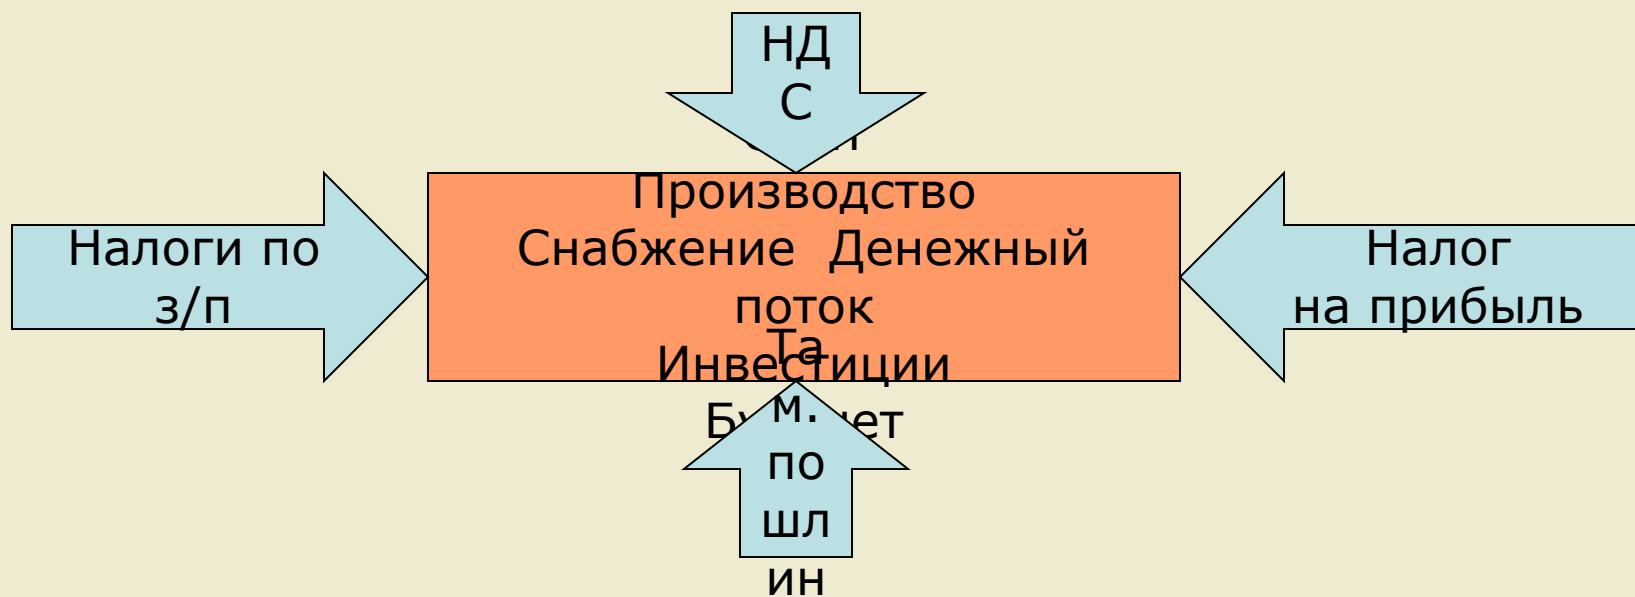 НД
С
Производство
Снабжение Денежный
поток
Инвестиции
Налоги по
з/п
Налог
на прибыль
Та
м.
по
шл
ин